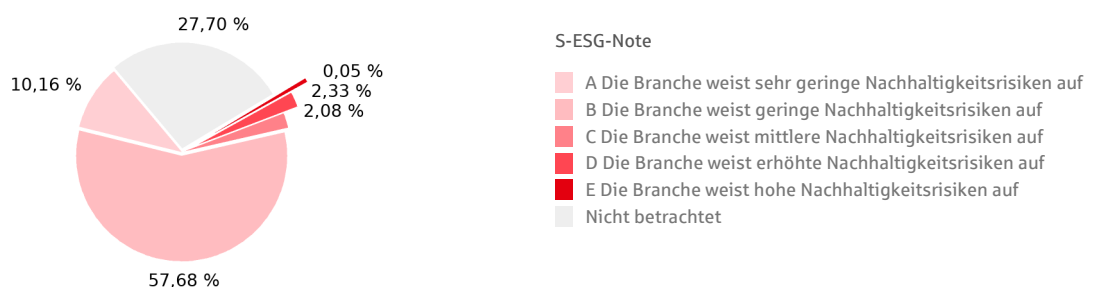 27,70 %
10,16 %
0,05 %
2,33 %
2,08 %
57,68 %
S-ESG-Note
A Die Branche weist sehr geringe Nachhaltigkeitsrisiken auf
B Die Branche weist geringe Nachhaltigkeitsrisiken auf
C Die Branche weist mittlere Nachhaltigkeitsrisiken auf
D Die Branche weist erhöhte Nachhaltigkeitsrisiken auf
E Die Branche weist hohe Nachhaltigkeitsrisiken auf
Nicht betrachtet